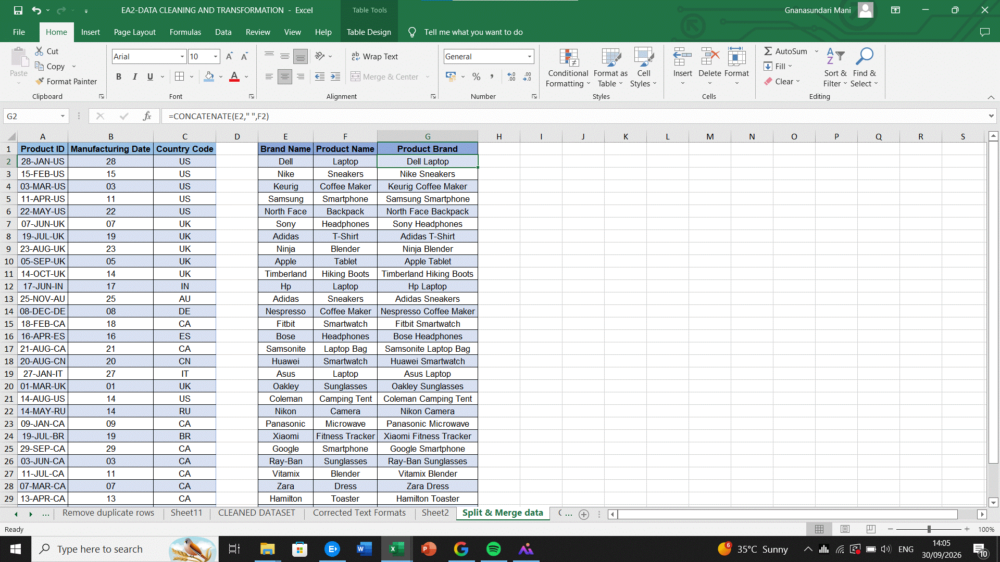 EA2-DATA CLEANING AND TRANSFORMATION - Excel
Table Tools
Gnanasundari Mani
File Home Insert Page Layout Formulas Data Review View Help Table Design Tell me what you want to do
Paste
Cut
Copy
Format Painter
Clipboard
Arial 10
B I U
Font
Wrap Text
Merge & Center
Alignment
General
Number
Conditional Formatting
Format as Table
Cell Styles
Styles
Insert Delete Format
Cells
AutoSum
Fill
Clear
Sort & Filter
Find & Select
Editing
G2 fx =CONCATENATE(E2," ",F2)
A B C D E F G H I J K L M N O P Q R S
1 Product ID Manufacturing Date Country Code Brand Name Product Name Product Brand
2 28-JAN-US 28 US Dell Laptop Dell Laptop
3 15-FEB-US 15 US Nike Sneakers Nike Sneakers
4 03-MAR-US 03 US Keurig Coffee Maker Keurig Coffee Maker
5 11-APR-US 11 US Samsung Smartphone Samsung Smartphone
6 22-MAY-US 22 US North Face Backpack North Face Backpack
7 07-JUN-UK 07 UK Sony Headphones Sony Headphones
8 19-JUL-UK 19 UK Adidas T-Shirt Adidas T-Shirt
9 23-AUG-UK 23 UK Ninja Blender Ninja Blender
10 05-SEP-UK 05 UK Apple Tablet Apple Tablet
11 14-OCT-UK 14 UK Timberland Hiking Boots Timberland Hiking Boots
12 17-JUN-IN 17 IN Hp Laptop Hp Laptop
13 25-NOV-AU 25 AU Adidas Sneakers Adidas Sneakers
14 08-DEC-DE 08 DE Nespresso Coffee Maker Nespresso Coffee Maker
15 18-FEB-CA 18 CA Fitbit Smartwatch Fitbit Smartwatch
16 16-APR-ES 16 ES Bose Headphones Bose Headphones
17 21-AUG-CA 21 CA Samsonite Laptop Bag Samsonite Laptop Bag
18 20-AUG-CN 20 CN Huawei Smartwatch Huawei Smartwatch
19 27-JAN-IT 27 IT Asus Laptop Asus Laptop
20 01-MAR-UK 01 UK Oakley Sunglasses Oakley Sunglasses
21 14-AUG-US 14 US Coleman Camping Tent Coleman Camping Tent
22 14-MAY-RU 14 RU Nikon Camera Nikon Camera
23 09-JAN-CA 09 CA Panasonic Microwave Panasonic Microwave
24 19-JUL-BR 19 BR Xiaomi Fitness Tracker Xiaomi Fitness Tracker
25 29-SEP-CA 29 CA Google Smartphone Google Smartphone
26 03-JUN-CA 03 CA Ray-Ban Sunglasses Ray-Ban Sunglasses
27 11-JUL-CA 11 CA Vitamix Blender Vitamix Blender
28 07-MAR-CA 07 CA Zara Dress Zara Dress
29 13-APR-CA 13 CA Hamilton Toaster Hamilton Toaster
... Remove duplicate rows Sheet11 CLEANED DATASET Corrected Text Formats Sheet2 Split & Merge data ...
Ready 100%
Type here to search
35°C Sunny
ENG
14:05
30/09/2026
10